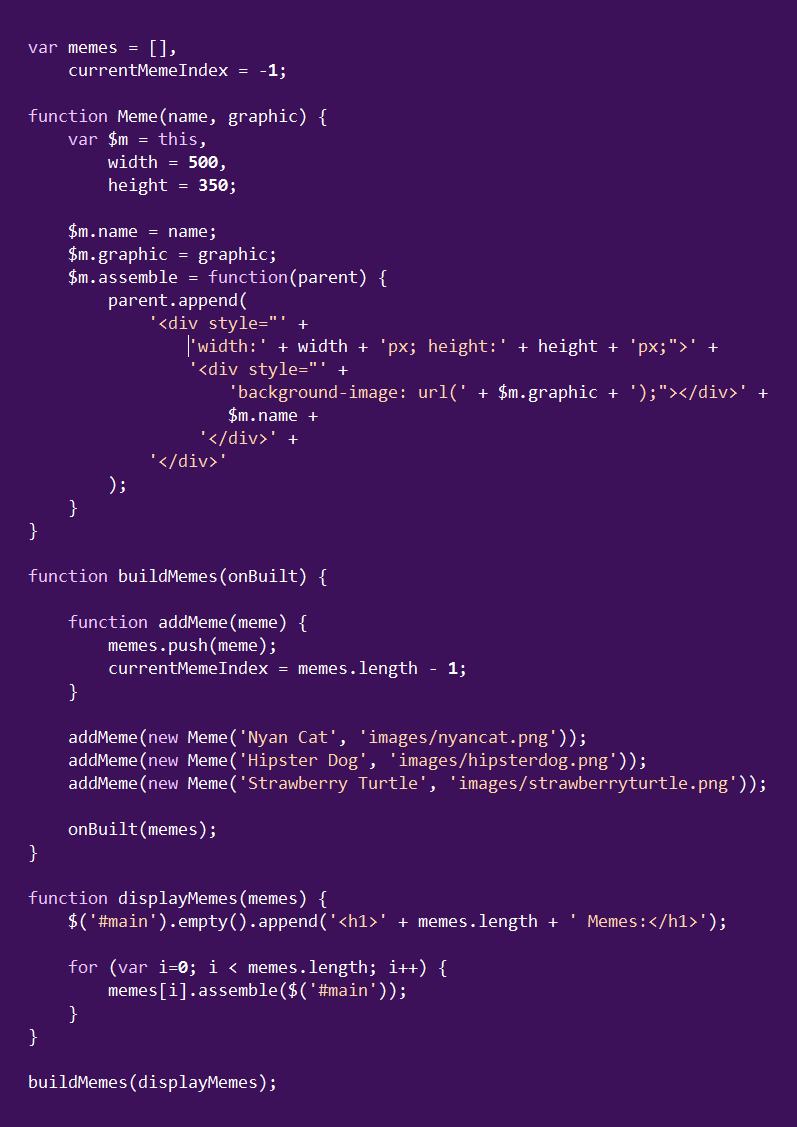 var memes = [],
    currentMemeIndex = -1;

function Meme(name, graphic) {
    var $m = this,
        width = 500,
        height = 350;

    $m.name = name;
    $m.graphic = graphic;
    $m.assemble = function(parent) {
        parent.append(
            '<div style="' +
                'width:' + width + 'px; height:' + height + 'px;">' +
                '<div style="' +
                    'background-image: url(' + $m.graphic + ');"></div>' +
                    $m.name +
                 '</div>' +
            '</div>'
        );
    }
}

function buildMemes(onBuilt) {

    function addMeme(meme) {
        memes.push(meme);
        currentMemeIndex = memes.length - 1;
    }

    addMeme(new Meme('Nyan Cat', 'images/nyancat.png'));
    addMeme(new Meme('Hipster Dog', 'images/hipsterdog.png'));
    addMeme(new Meme('Strawberry Turtle', 'images/strawberryturtle.png'));

    onBuilt(memes);
}

function displayMemes(memes) {
    $('#main').empty().append('<h1>' + memes.length + ' Memes:</h1>');

    for (var i=0; i < memes.length; i++) {
        memes[i].assemble($('#main'));
    }
}

buildMemes(displayMemes);